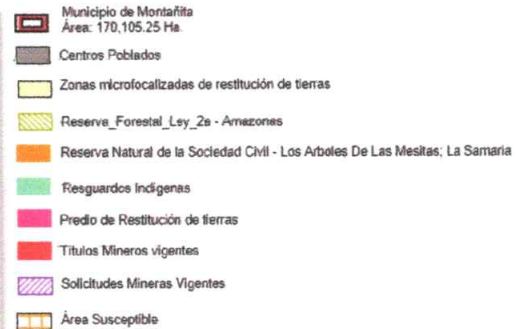 Municipio de Montañita
Área: 170,105.25 Ha.
Centros Poblados
Zonas microfocalizadas de restitución de tierras
Reserva_Forestal_Ley_2a - Amazonas
Reserva Natural de la Sociedad Civil - Los Arboles De Las Mesitas; La Samaria
Resguardos Indigenas
Predio de Restitución de tierras
Titulos Mineros vigentes
Solicitudes Mineras Vigentes
Área Susceptible